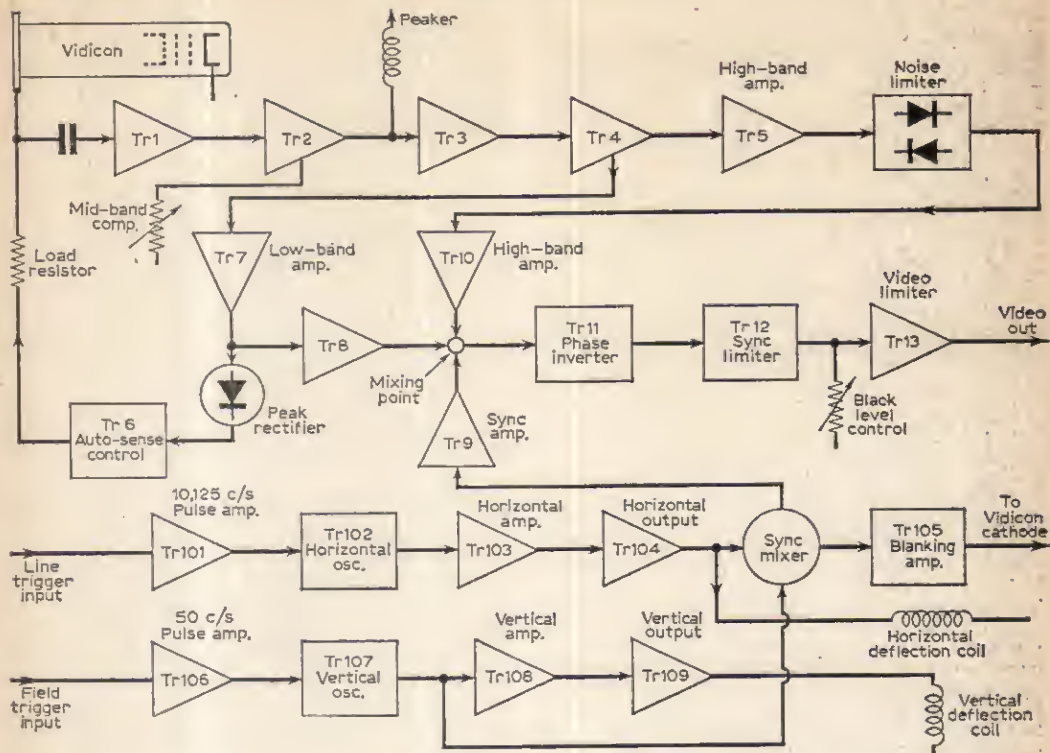 Peaker
Vidicon
High-band
amp.
Noise
limiter
Tr1
Tr2
Tr3
Tr4
Tr5
Mid-band
comp.
Load
resistor
Tr7
Low-band
amp.
Tr10
High-band
amp.
Video
limiter
Tr8
Mixing
point
Tr11
Phase
inverter
Tr12
Sync
limiter
Tr13
Video
out
Peak
rectifier
Tr6
Auto-sense
control
Tr9
Sync
amp.
Black
level
control
10,125 c/s
Pulse amp.
Horizontal
amp.
Horizontal
output
To
Vidicon
cathode
Tr101
Tr102
Horizontal
osc.
Tr103
Tr104
Sync
mixer
Tr105
Blanking
amp.
Line
trigger
input
50 c/s
Pulse amp.
Vertical
amp.
Vertical
output
Horizontal
deflection coil
Tr106
Tr107
Vertical
osc.
Tr108
Tr109
Field
trigger
input
Vertical
deflection
coil